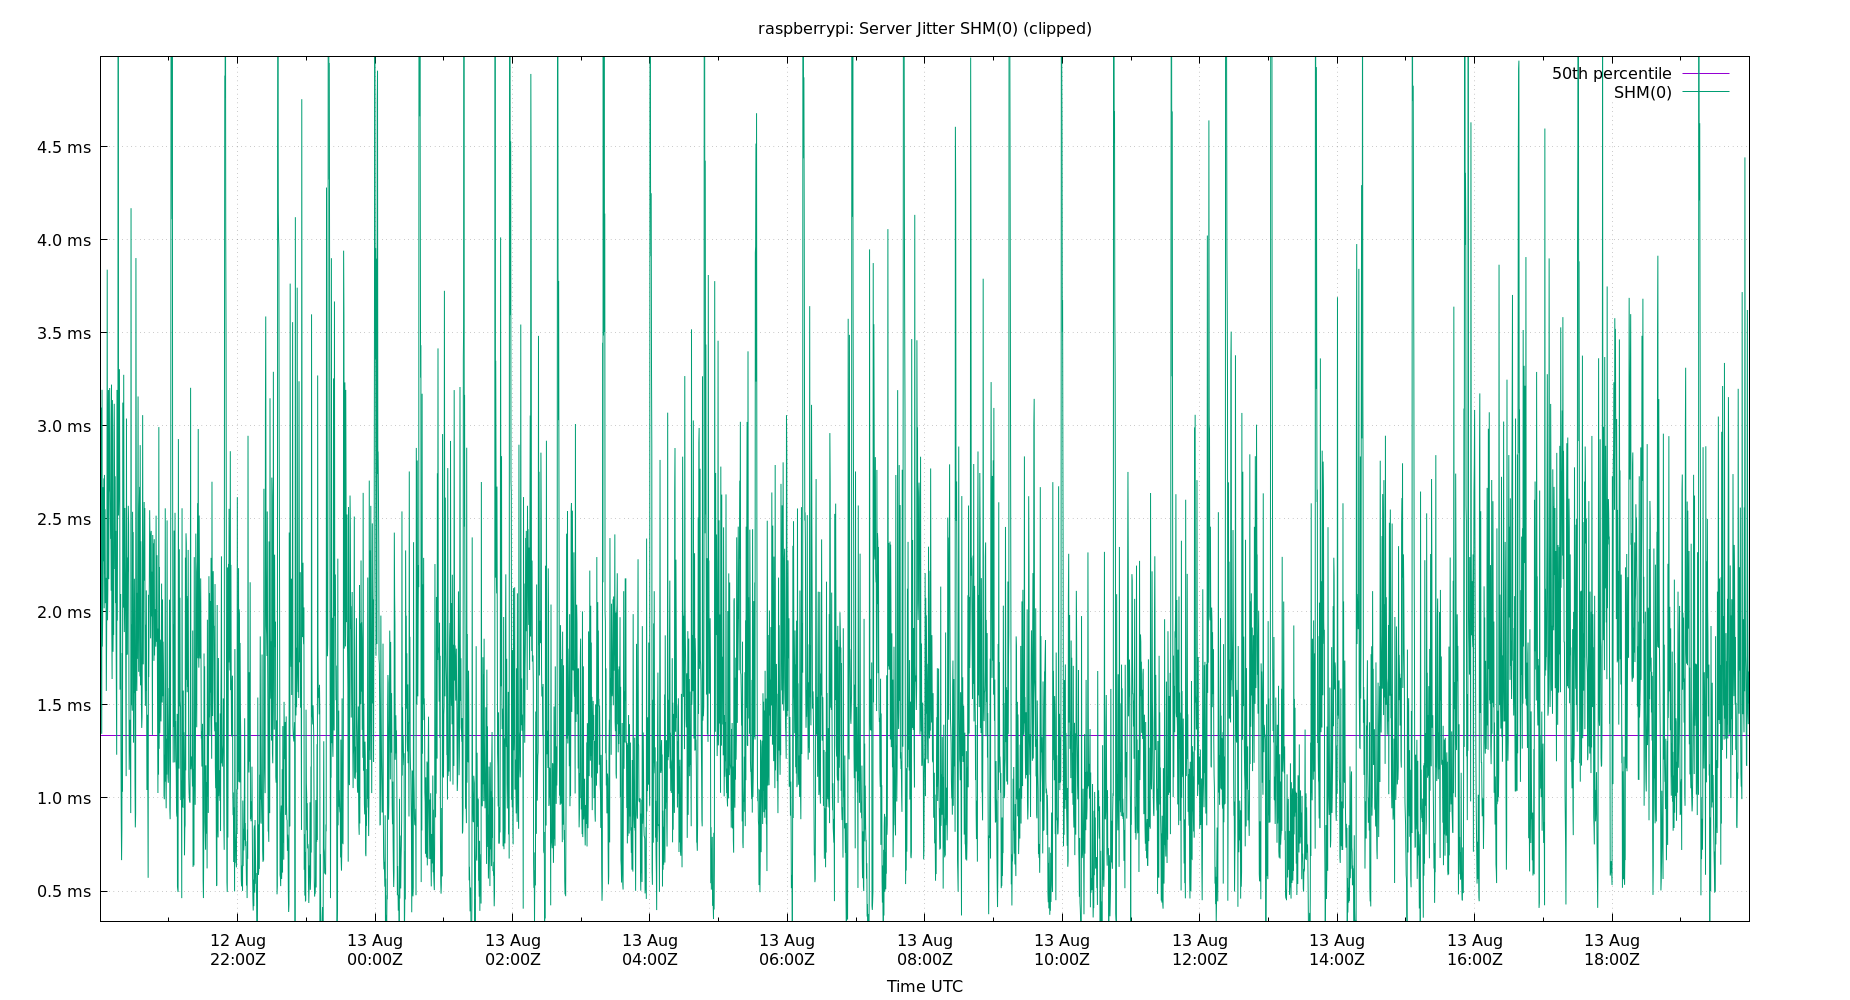 raspberrypi: Server Jitter SHM(0) (clipped)
50th percentile
SHM(0)
4.5 ms
4.0 ms
3.5 ms
3.0 ms
2.5 ms
2.0 ms
1.5 ms
1.0 ms
0.5 ms
12 Aug 13 Aug 13 Aug 13 Aug 13 Aug 13 Aug 13 Aug 13 Aug 13 Aug 13 Aug 13 Aug
22:00Z 00:00Z 02:00Z 04:00Z 06:00Z 08:00Z 10:00Z 12:00Z 14:00Z 16:00Z 18:00Z
Time UTC